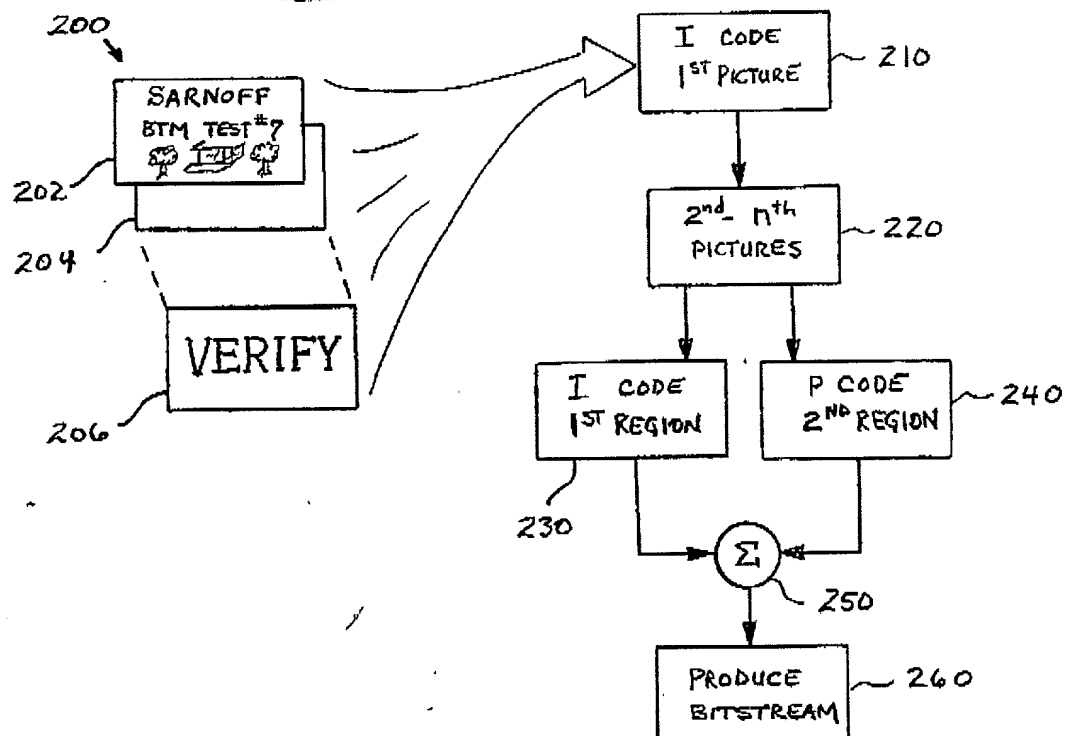 200
SARNOFF
BTM TEST #7
202
204
VERIFY
206
I CODE
1ST PICTURE
210
2nd - nth
PICTURES
220
I CODE
1ST REGION
230
P CODE
2ND REGION
240
Σ
250
PRODUCE
BITSTREAM
260